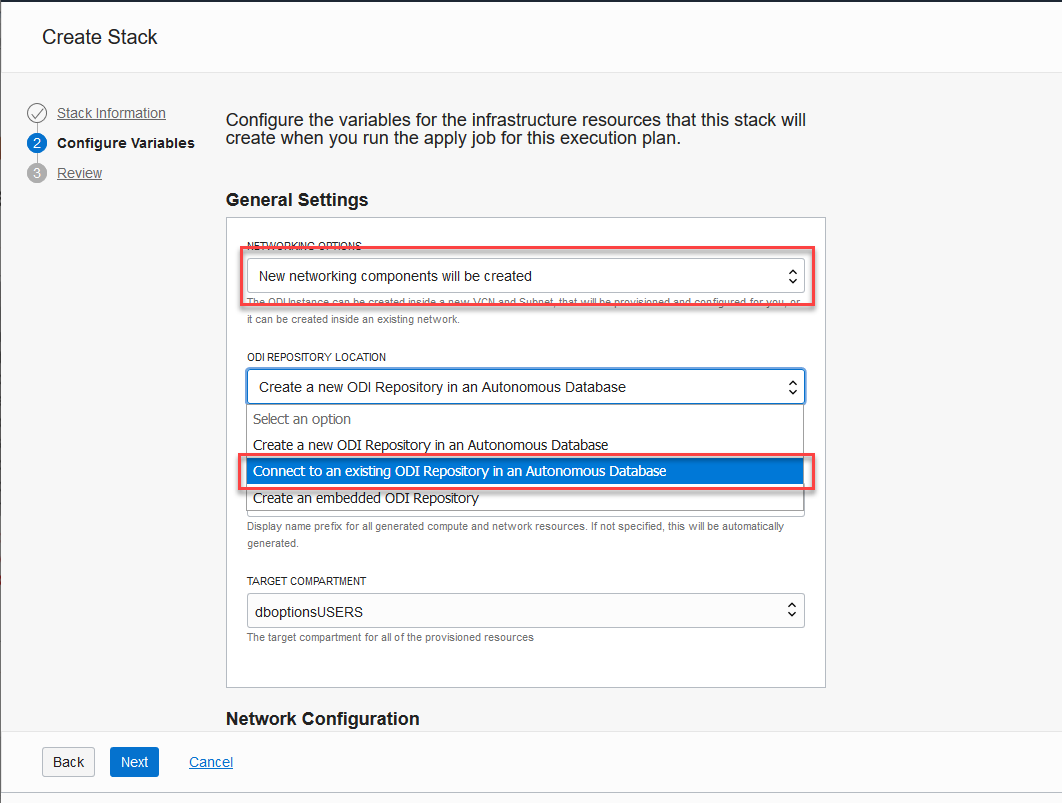 Create Stack
Stack Information
2 Configure Variables
3 Review
Configure the variables for the infrastructure resources that this stack will
create when you run the apply job for this execution plan.
General Settings
NETWORKING OPTIONS
New networking components will be created
The ODI Instance can be created inside a new VCN and Subnet, that will be provisioned and configured for you, or
it can be created inside an existing network.
ODI REPOSITORY LOCATION
Create a new ODI Repository in an Autonomous Database
Select an option
Create a new ODI Repository in an Autonomous Database
Connect to an existing ODI Repository in an Autonomous Database
Create an embedded ODI Repository
Display name prefix for all generated compute and network resources. If not specified, this will be automatically
generated.
TARGET COMPARTMENT
dboptionsUSERS
The target compartment for all of the provisioned resources
Network Configuration
Back Next Cancel